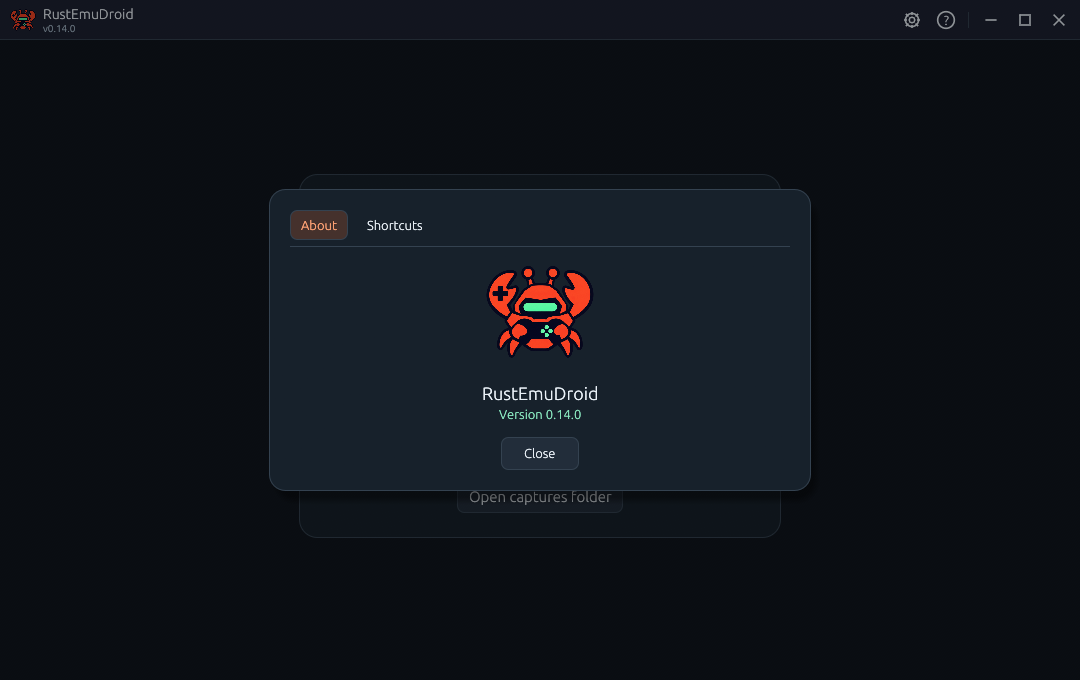 RustEmuDroid
v0.14.0
?
About
Shortcuts
RustEmuDroid
Version 0.14.0
Close
Open captures folder